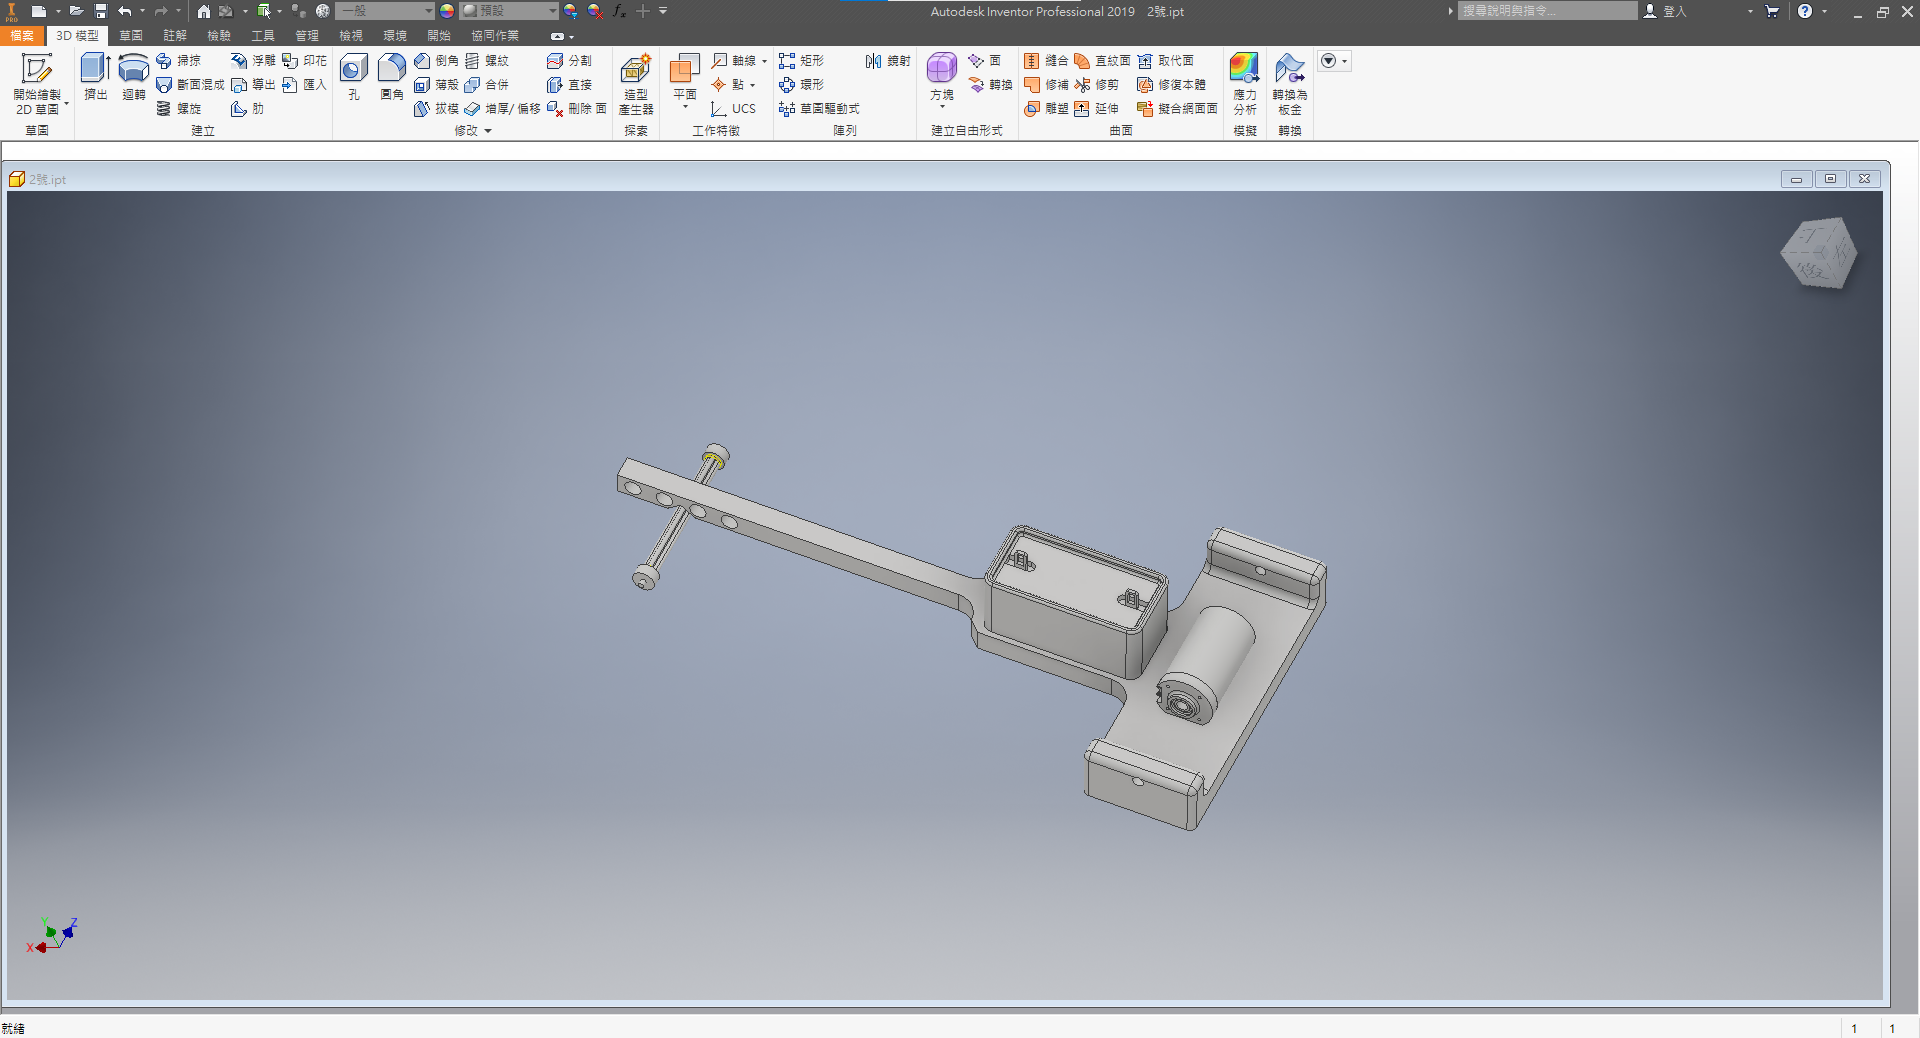 PRO 一般 預設 fx Autodesk Inventor Professional 2019 2號.ipt 搜尋說明與指令... 登入
檔案 3D 模型 草圖 註解 檢驗 工具 管理 檢視 環境 開始 協同作業
開始繪製 2D 草圖
草圖
擠出 迴轉 掃掠 斷面混成 螺旋 浮雕 導出 肋 印花 匯入
建立
孔 圓角 倒角 薄殼 拔模 螺紋 合併 增厚/ 偏移 分割 直接 刪除 面
修改
造型 產生器
探索
平面 軸線 點 UCS
工作特徵
矩形 環形 草圖驅動式 鏡射
陣列
方塊 面 轉換
建立自由形式
縫合 修補 雕塑 直紋面 修剪 延伸 取代面 修復本體 擬合網面面
曲面
應力 分析
模擬
轉換為 板金
轉換
2號.ipt
Y
Z
X
就緒 1 1